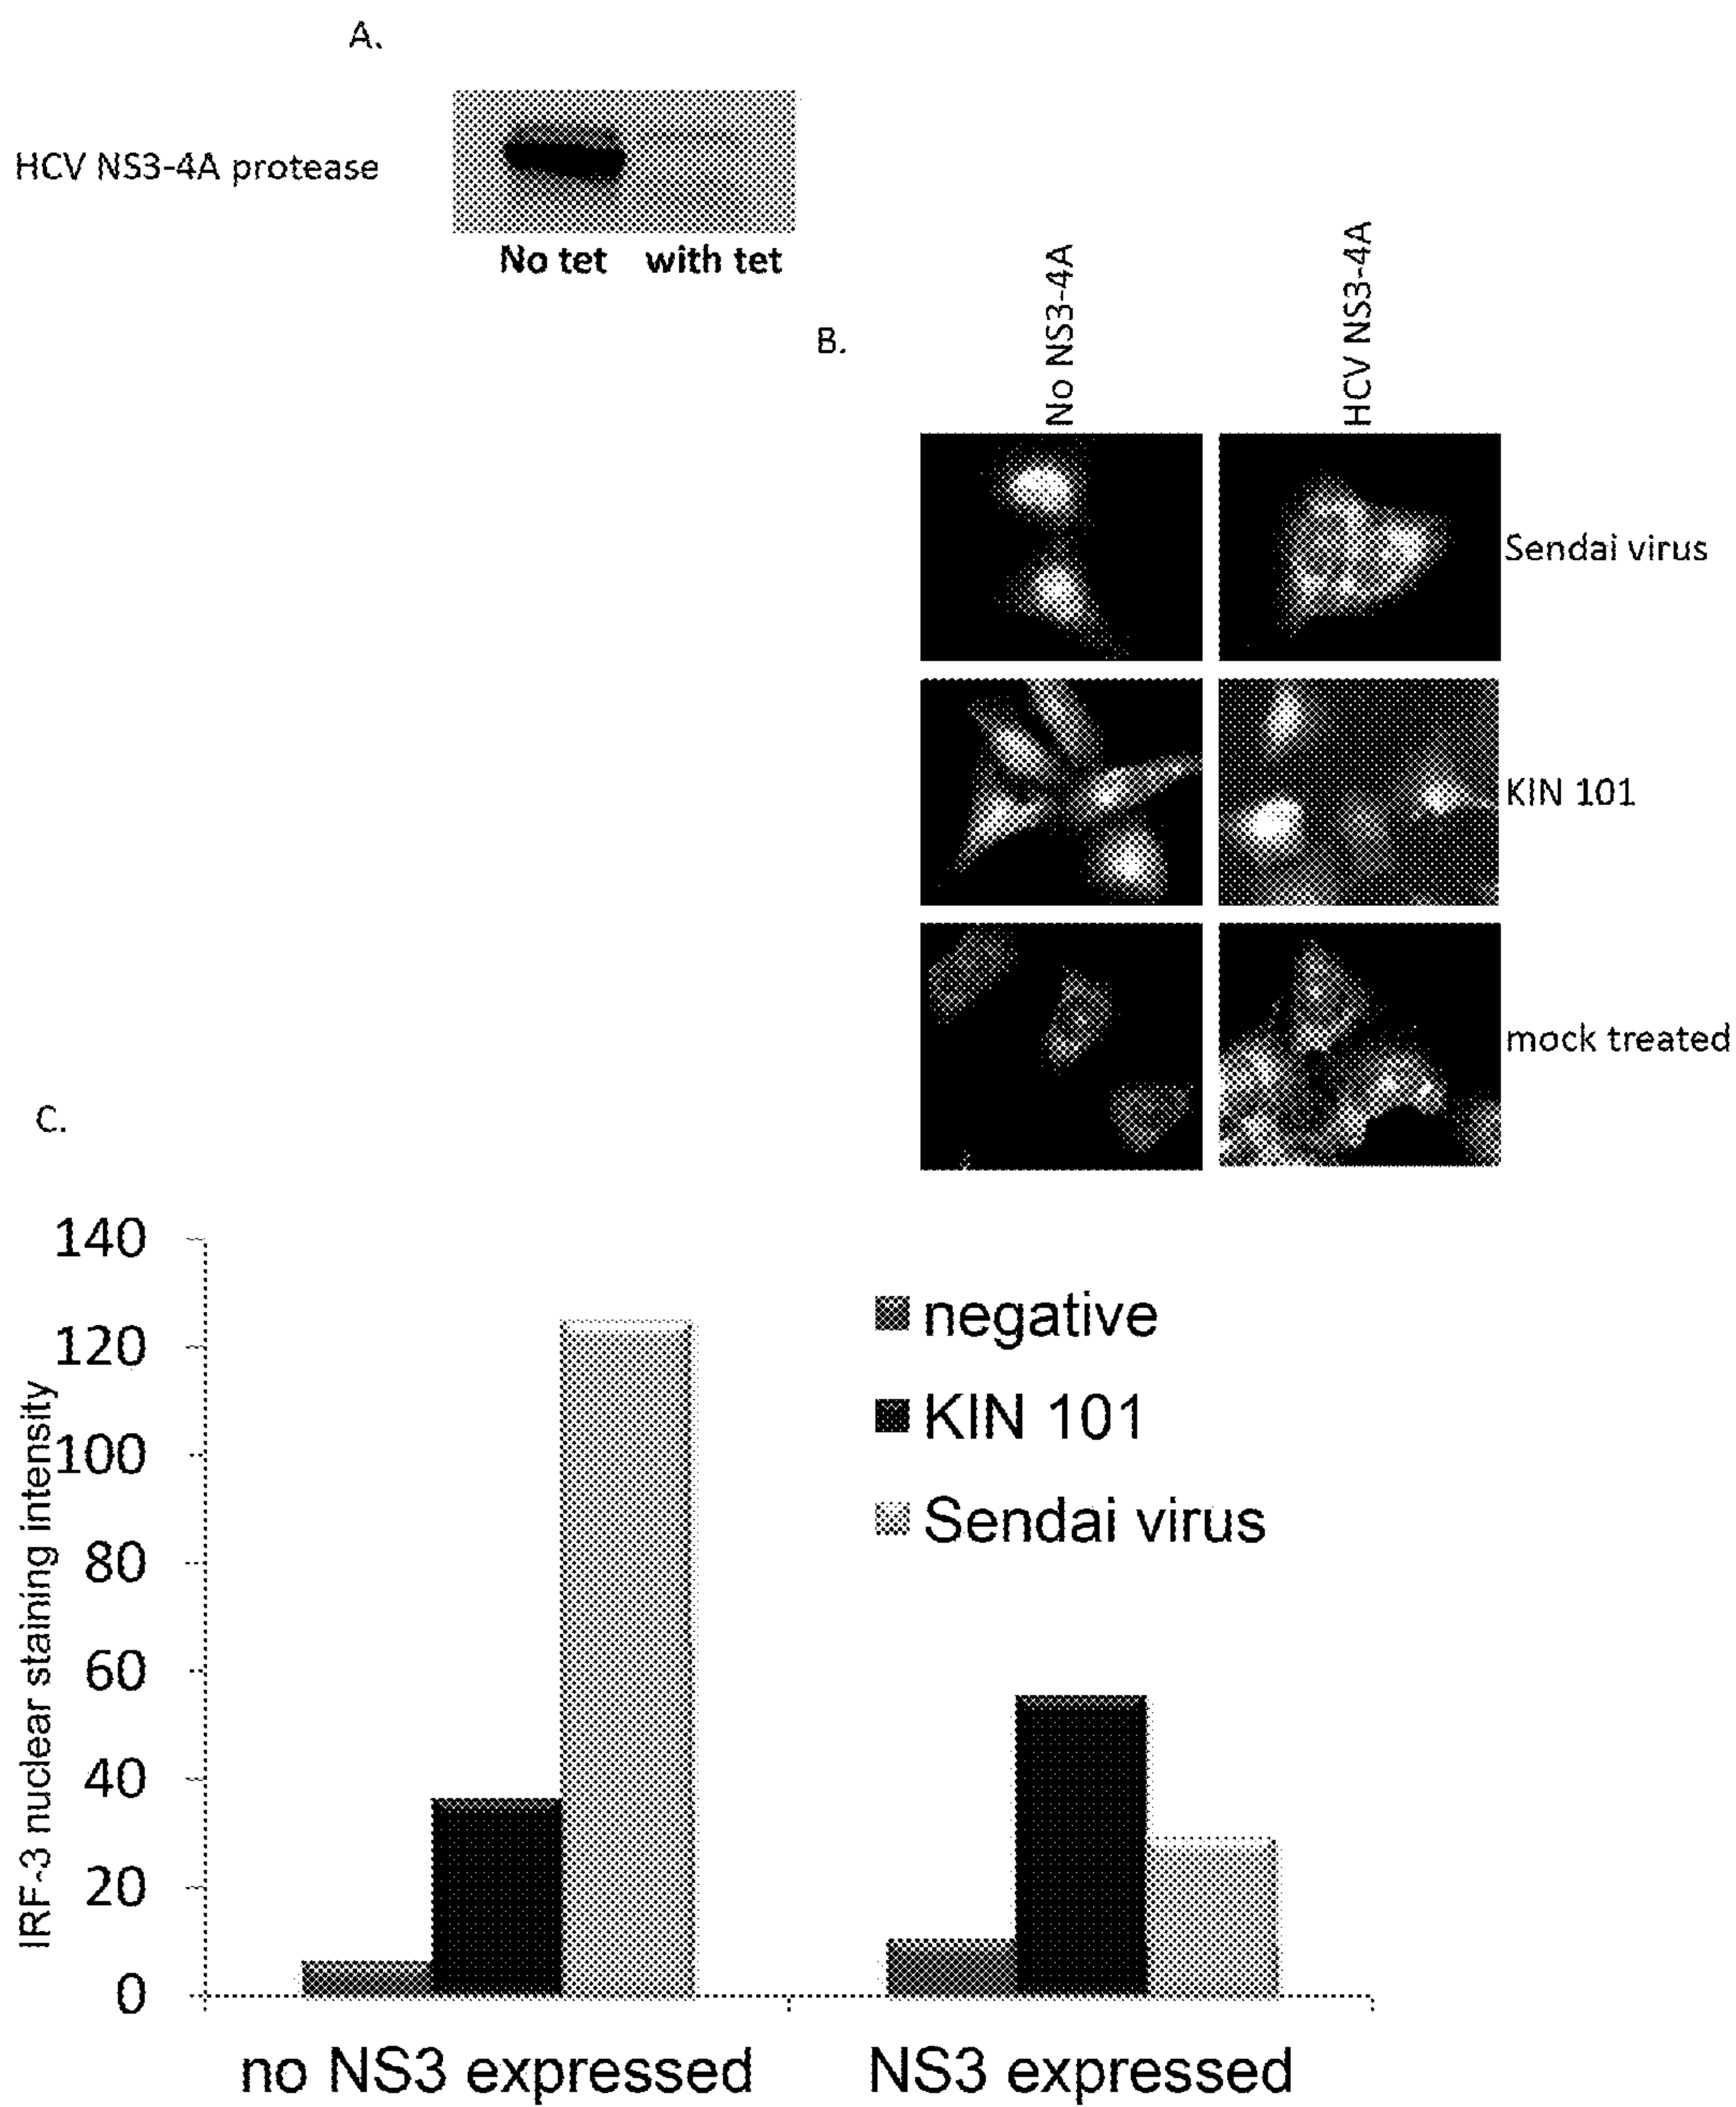 A.
HCV NS3-4A protease
No tet with tet
B.
No NS3-4A
HCV NS3-4A
Sendai virus
KIN 101
mock treated
C.
IRF-3 nuclear staining intensity
140
120
100
80
60
40
20
0
negative
KIN 101
Sendai virus
no NS3 expressed
NS3 expressed